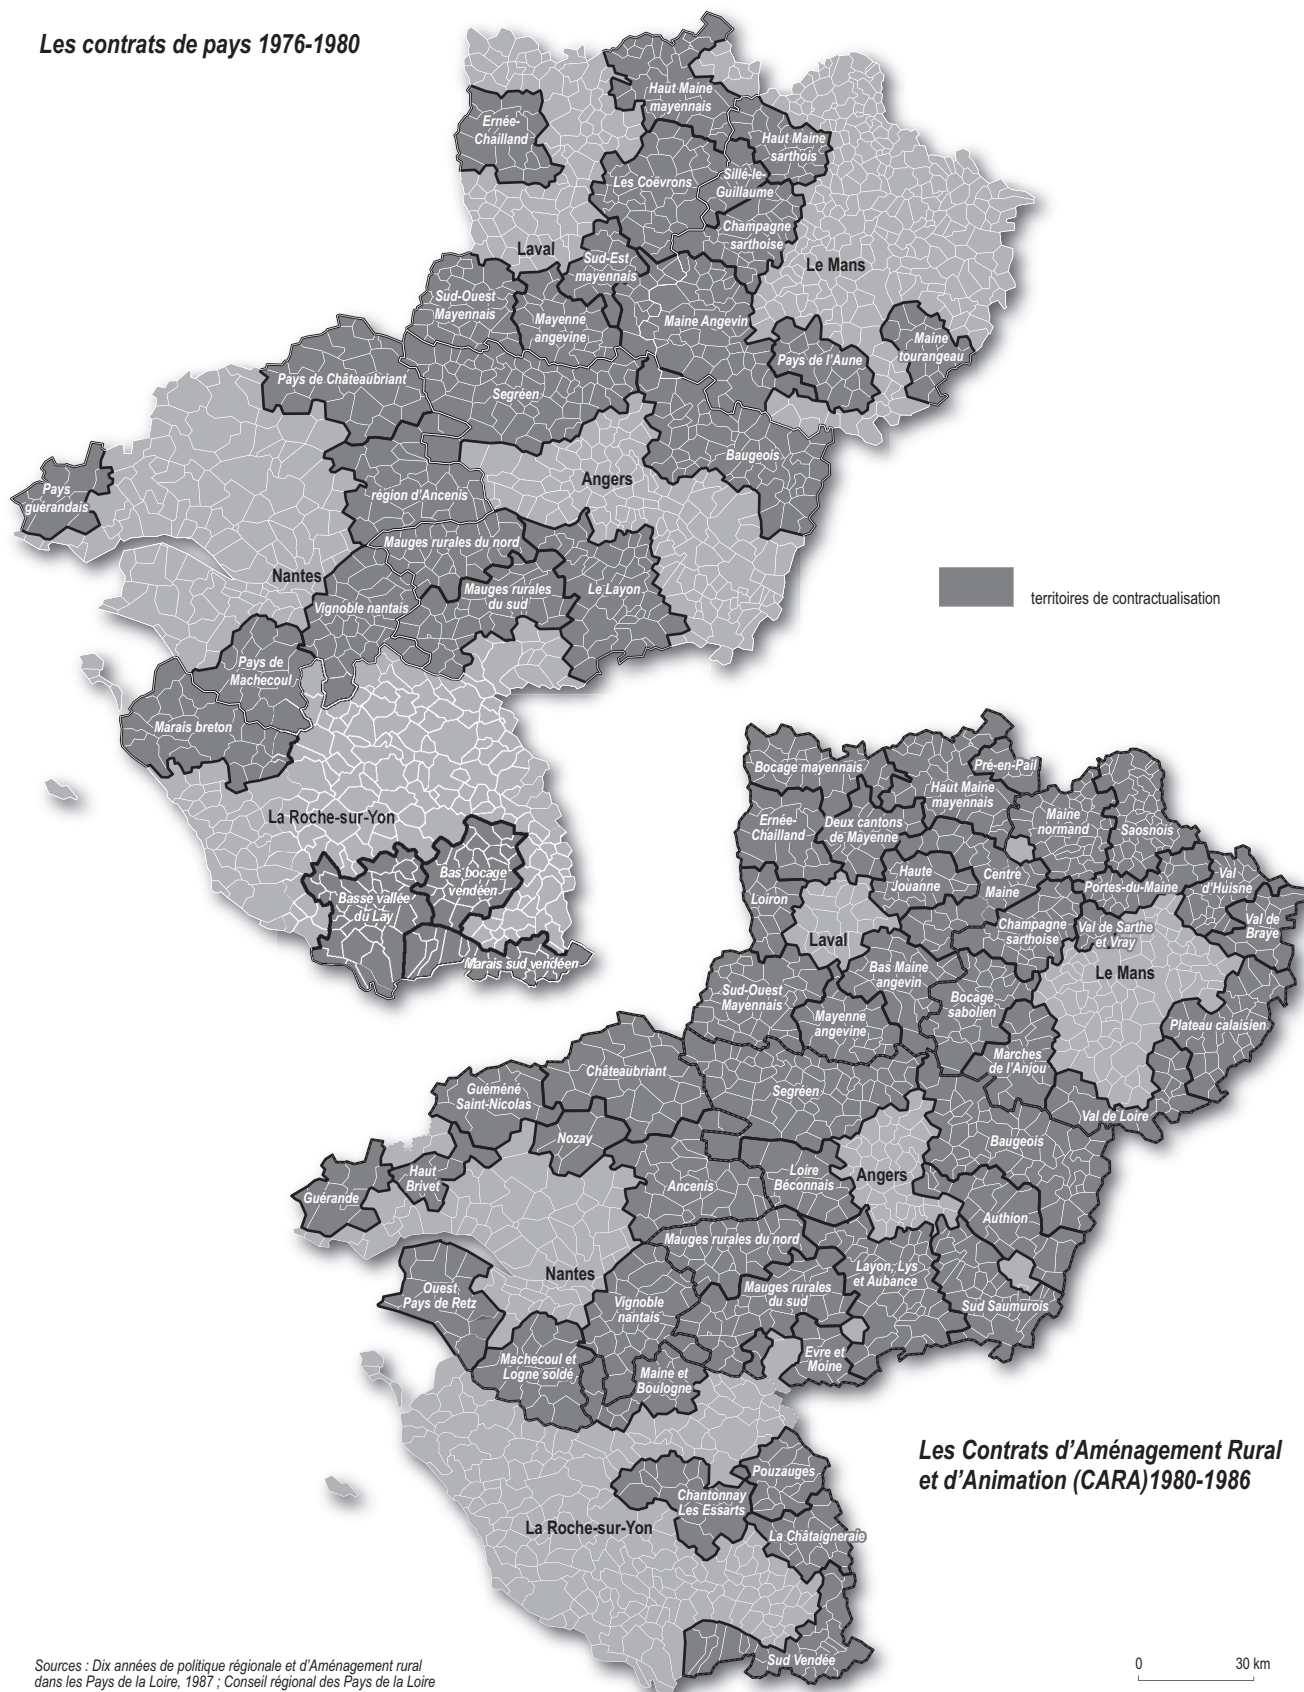 Les contrats de pays 1976-1980
Haut Maine
mayennais
Ernée-
Chailland
Haut Maine
sarthois
Les Coëvrons
Sillé-le-
Guillaume
Champagne
sarthoise
Laval
Sud-Est
mayennais
Le Mans
Sud-Ouest
Mayennais
Mayenne
angevine
Maine Angevin
Maine
tourangeau
Pays de l'Aune
Pays de Châteaubriant
Segréen
Baugeois
Angers
Pays
guérandais
région d'Ancenis
Mauges rurales du nord
Nantes
Vignoble nantais
Mauges rurales
du sud
Le Layon
territoires de contractualisation
Pays de
Machecoul
Marais breton
La Roche-sur-Yon
Bas bocage
vendéen
Basse vallée
du Lay
Marais sud vendéen
Bocage mayennais
Pré-en-Pail
Haut Maine
mayennais
Ernée-
Chailland
Deux cantons
de Mayenne
Maine
normand
Saosnois
Haute
Jouanne
Centre
Maine
Portes-du-Maine
Val
d'Huisne
Loiron
Champagne
sarthoise
Val de Sarthe
et Vray
Val de
Braye
Laval
Le Mans
Bas Maine
angevin
Sud-Ouest
Mayennais
Bocage
sabolien
Mayenne
angevine
Plateau calaisien
Marches
de l'Anjou
Châteaubriant
Guéméné
Saint-Nicolas
Segréen
Val de Loire
Nozay
Baugeois
Haut
Brivet
Guérande
Ancenis
Loire
Béconnais
Angers
Authion
Mauges rurales du nord
Nantes
Layon, Lys
et Aubance
Ouest
Pays de Retz
Vignoble
nantais
Mauges rurales
du sud
Sud Saumurois
Machecoul et
Logne soldé
Maine et
Boulogne
Evre et
Moine
Les Contrats d'Aménagement Rural
et d'Animation (CARA)1980-1986
Pouzauges
Chantonnay
Les Essarts
La Roche-sur-Yon
La Châtaigneraie
Sud Vendée
Sources : Dix années de politique régionale et d'Aménagement rural
dans les Pays de la Loire, 1987 ; Conseil régional des Pays de la Loire
0 30 km